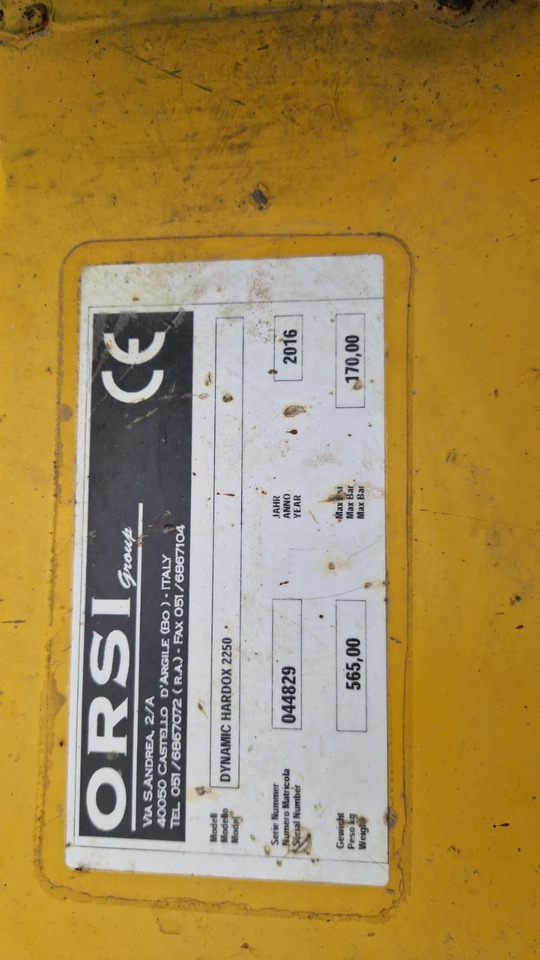 ORSI Group
CE
VIA S.ANDREA, 2/A
40050 CASTELLO D'ARGILE (BO) - ITALY
TEL 051/6867072 (R.A.) - FAX 051/6867104
Modell
Modello
Model
DYNAMIC HARDOX 2250
Serie Nummer
Numero Matricola
Serial Number
044829
JAHR
ANNO
YEAR
2016
Gewicht
Peso kg
Weight
565,00
Max Bar
Max Bar
Max Bar
170,00